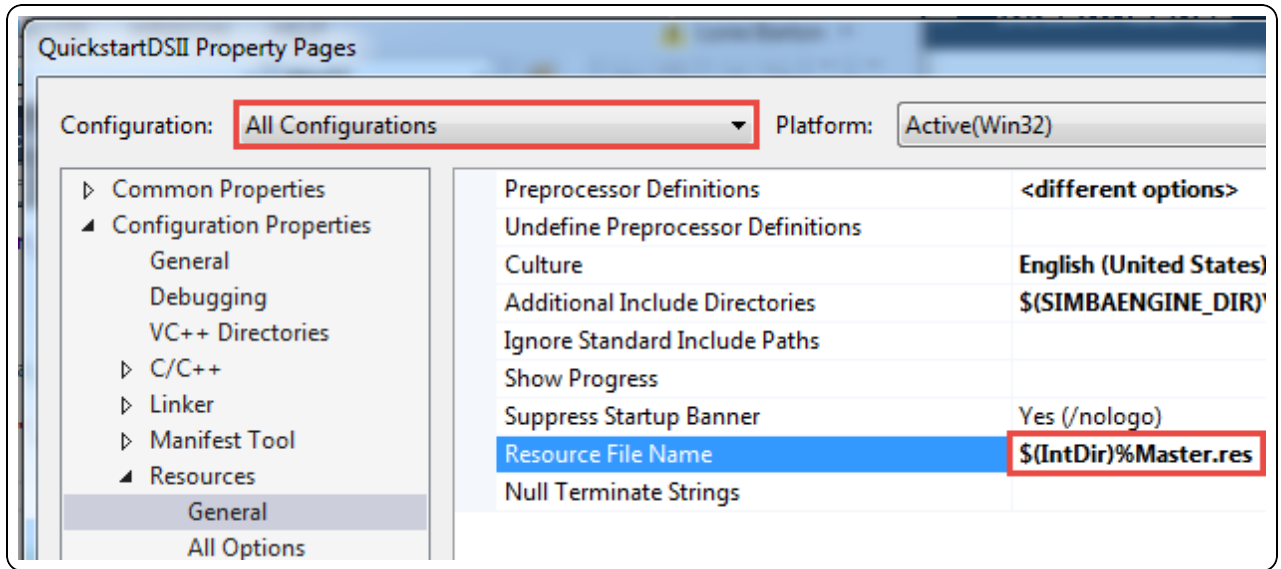 QuickstartDSII Property Pages
Configuration: All Configurations Platform: Active(Win32)
Common Properties
Configuration Properties
General
Debugging
VC++ Directories
C/C++
Linker
Manifest Tool
Resources
General
All Options
Preprocessor Definitions <different options>
Undefine Preprocessor Definitions
Culture English (United States)
Additional Include Directories $(SIMBAENGINE_DIR)
Ignore Standard Include Paths
Show Progress
Suppress Startup Banner Yes (/nologo)
Resource File Name $(IntDir)%Master.res
Null Terminate Strings